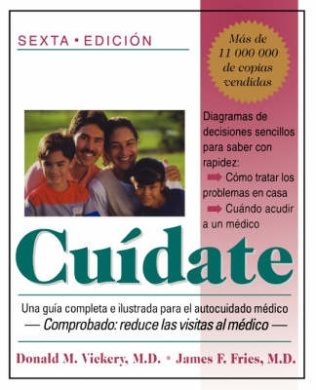 SEXTA • EDICIÓN
Más de
11 000 000
de copias
vendidas
Diagramas de
decisiones sencillos
para saber con
rapidez:
➡ Cómo tratar los
problemas en casa
➡ Cuándo acudir
a un médico
Cuídate
Una guía completa e ilustrada para el autocuidado médico
— Comprobado: reduce las visitas al médico —
Donald M. Vickery, M.D. • James F. Fries, M.D.